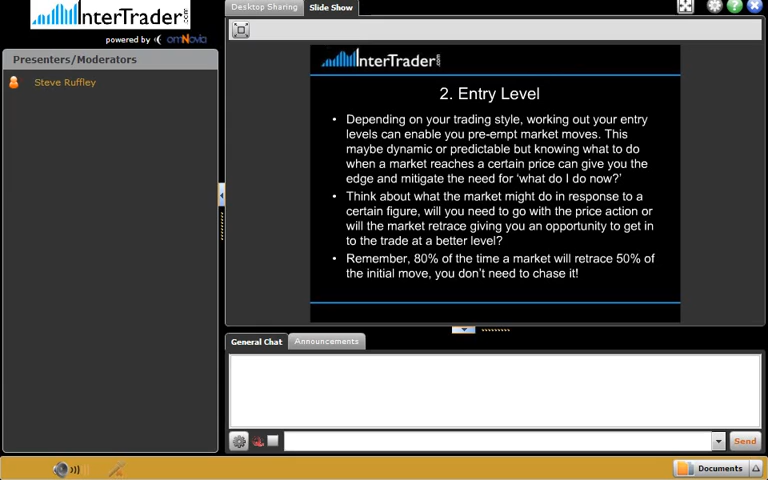 InterTrader.com
powered by omNovia
Presenters/Moderators
Steve Ruffley
Desktop Sharing
Slide Show
InterTrader.com
2. Entry Level
• Depending on your trading style, working out your entry
levels can enable you pre-empt market moves. This
maybe dynamic or predictable but knowing what to do
when a market reaches a certain price can give you the
edge and mitigate the need for ‘what do I do now?’
• Think about what the market might do in response to a
certain figure, will you need to go with the price action or
will the market retrace giving you an opportunity to get in
to the trade at a better level?
• Remember, 80% of the time a market will retrace 50% of
the initial move, you don’t need to chase it!
General Chat
Announcements
Send
Documents